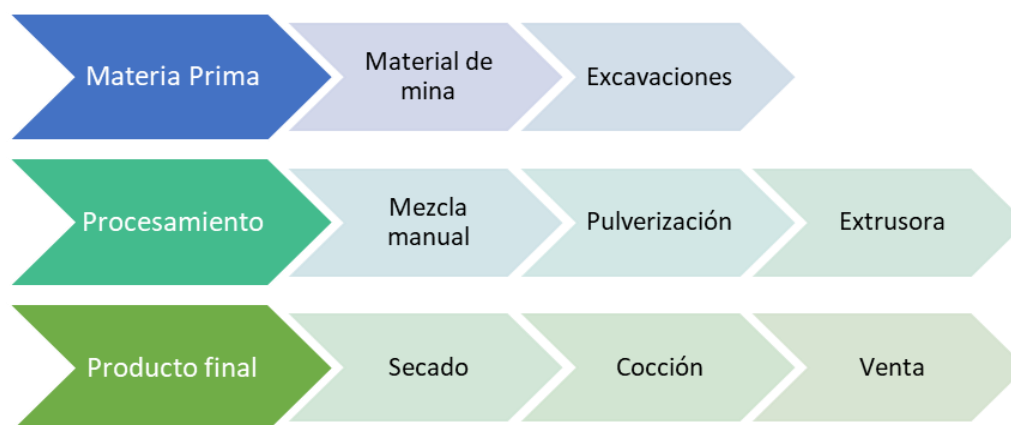 Materia Prima
Material de
mina
Excavaciones
Procesamiento
Mezcla
manual
Pulverización
Extrusora
Producto final
Secado
Cocción
Venta